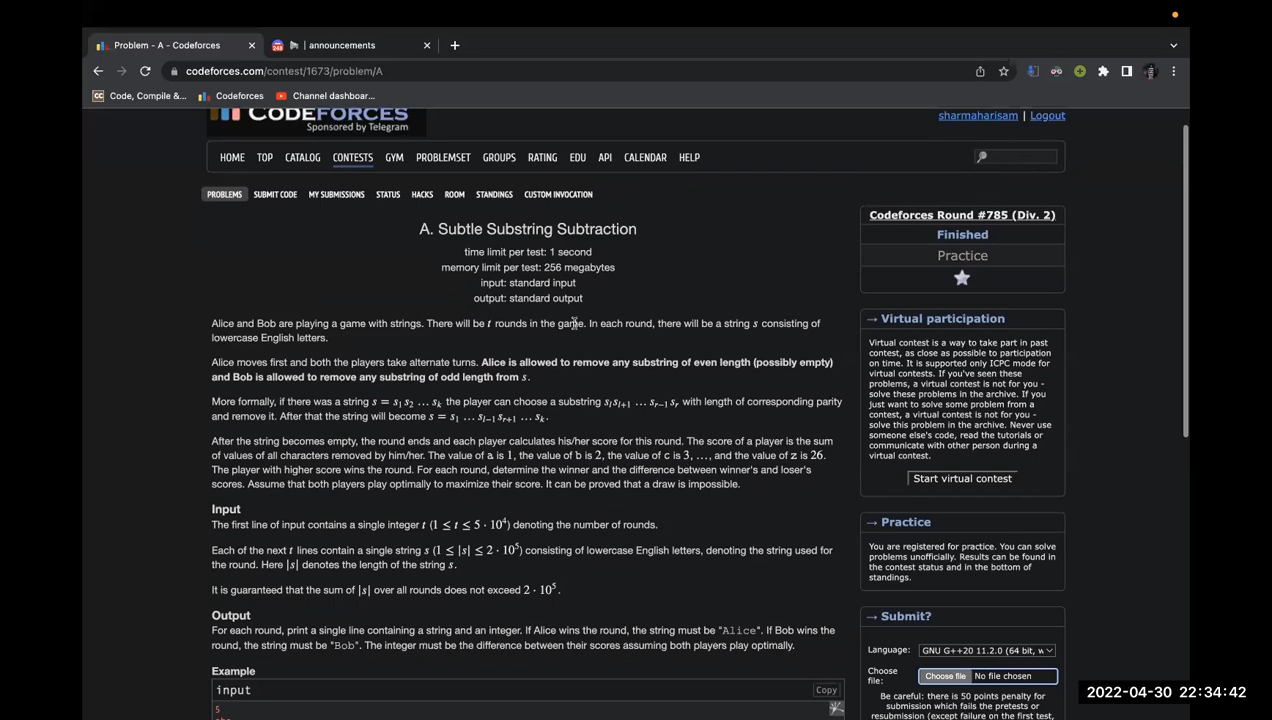 Problem - A - Codeforces
248 | announcements
codeforces.com/contest/1673/problem/A
CC Code, Compile &... Codeforces Channel dashboar...
CODEFORCES
Sponsored by Telegram
sharmaharisam | Logout
HOME TOP CATALOG CONTESTS GYM PROBLEMSET GROUPS RATING EDU API CALENDAR HELP
PROBLEMS SUBMIT CODE MY SUBMISSIONS STATUS HACKS ROOM STANDINGS CUSTOM INVOCATION
A. Subtle Substring Subtraction
time limit per test: 1 second
memory limit per test: 256 megabytes
input: standard input
output: standard output
Alice and Bob are playing a game with strings. There will be t rounds in the game. In each round, there will be a string s consisting of
lowercase English letters.
Alice moves first and both the players take alternate turns. Alice is allowed to remove any substring of even length (possibly empty)
and Bob is allowed to remove any substring of odd length from s.
More formally, if there was a string s = s₁s₂ … sₖ the player can choose a substring sₗsₗ₊₁ … sᵣ₋₁sᵣ with length of corresponding parity
and remove it. After that the string will become s = s₁ … sₗ₋₁sᵣ₊₁ … sₖ.
After the string becomes empty, the round ends and each player calculates his/her score for this round. The score of a player is the sum
of values of all characters removed by him/her. The value of a is 1, the value of b is 2, the value of c is 3, …, and the value of z is 26.
The player with higher score wins the round. For each round, determine the winner and the difference between winner's and loser's
scores. Assume that both players play optimally to maximize their score. It can be proved that a draw is impossible.
Input
The first line of input contains a single integer t (1 ≤ t ≤ 5 · 10⁴) denoting the number of rounds.
Each of the next t lines contain a single string s (1 ≤ |s| ≤ 2 · 10⁵) consisting of lowercase English letters, denoting the string used for
the round. Here |s| denotes the length of the string s.
It is guaranteed that the sum of |s| over all rounds does not exceed 2 · 10⁵.
Output
For each round, print a single line containing a string and an integer. If Alice wins the round, the string must be "Alice". If Bob wins the
round, the string must be "Bob". The integer must be the difference between their scores assuming both players play optimally.
Example
input Copy
5
Codeforces Round #785 (Div. 2)
Finished
Practice
→ Virtual participation
Virtual contest is a way to take part in past
contest, as close as possible to participation
on time. It is supported only ICPC mode for
virtual contests. If you've seen these
problems, a virtual contest is not for you -
solve these problems in the archive. If you
just want to solve some problem from a
contest, a virtual contest is not for you -
solve this problem in the archive. Never use
someone else's code, read the tutorials or
communicate with other person during a
virtual contest.
Start virtual contest
→ Practice
You are registered for practice. You can solve
problems unofficially. Results can be found in
the contest status and in the bottom of
standings.
→ Submit?
Language: GNU G++20 11.2.0 (64 bit, w
Choose
file: Choose file No file chosen
Be careful: there is 50 points penalty for
submission which fails the pretests or
resubmission (except failure on the first test,
2022-04-30 22:34:42